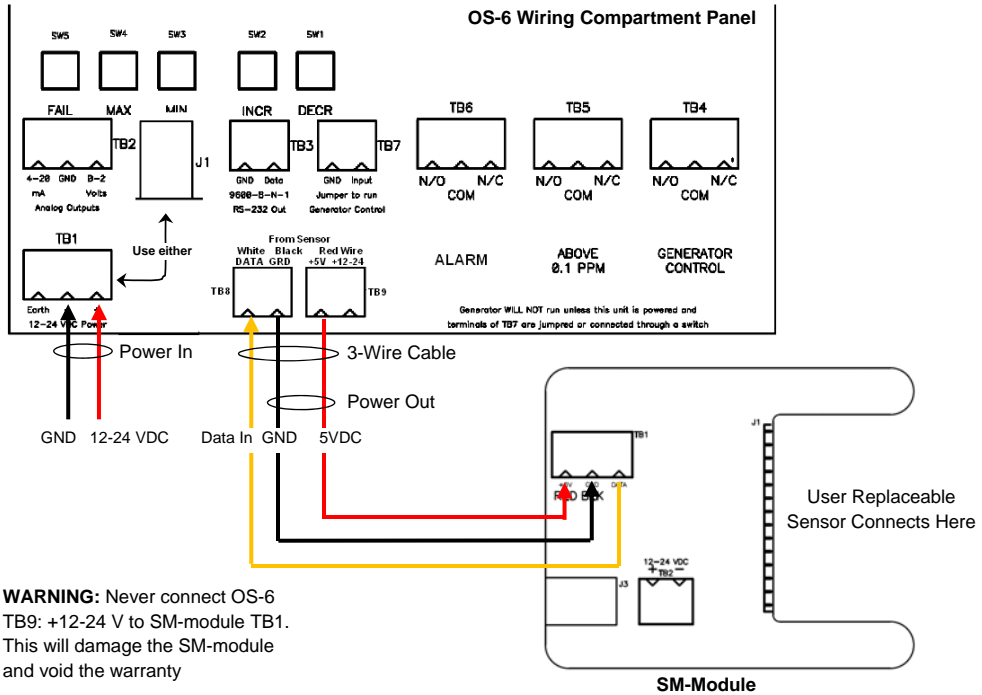 OS-6 Wiring Compartment Panel
SW5 SW4 SW3 SW2 SW1
FAIL MAX MIN INCR DECR
TB6 TB5 TB4
TB2 J1 TB3 TB7
4-20 GND 0-2
mA Volts
Analog Outputs
GND Data
9600-8-N-1
RS-232 Out
GND Input
Jumper to run
Generator Control
N/O N/C
COM
N/O N/C
COM
N/O N/C
COM
TB1
Use either
From Sensor
White Black Red Wire
DATA GRD +5V +12-24
TB8 TB9
ALARM
ABOVE
0.1 PPM
GENERATOR
CONTROL
Earth - +
12-24 VDC Power
Generator WILL NOT run unless this unit is powered and
terminals of TB7 are jumpred or connected through a switch
Power In
3-Wire Cable
Power Out
GND 12-24 VDC Data In GND 5VDC
TB1
+5V GND DATA
RED BLK
J1
User Replaceable
Sensor Connects Here
12-24 VDC
+ TB2 −
J3
WARNING: Never connect OS-6
TB9: +12-24 V to SM-module TB1.
This will damage the SM-module
and void the warranty
SM-Module